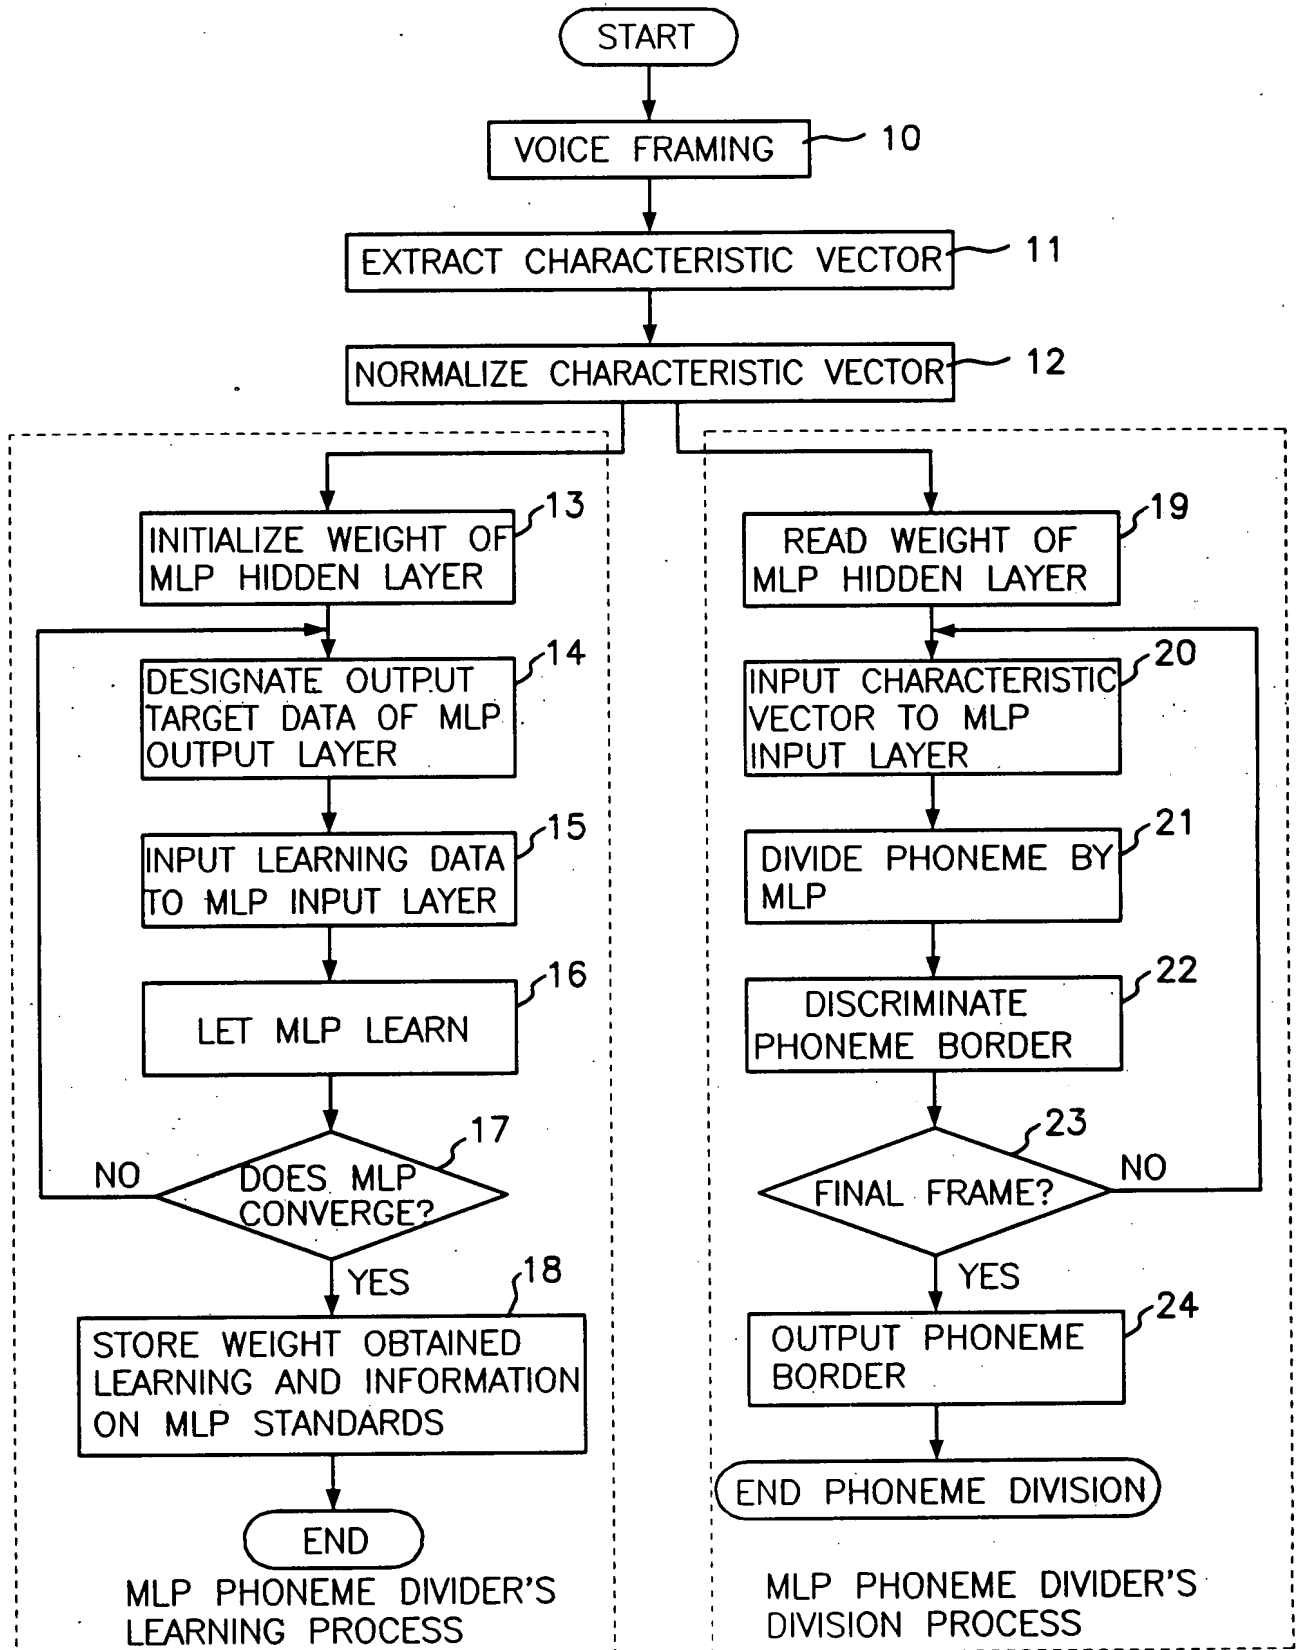 START
VOICE FRAMING
10
EXTRACT CHARACTERISTIC VECTOR
11
NORMALIZE CHARACTERISTIC VECTOR
12
13
INITIALIZE WEIGHT OF
MLP HIDDEN LAYER
14
DESIGNATE OUTPUT
TARGET DATA OF MLP
OUTPUT LAYER
15
INPUT LEARNING DATA
TO MLP INPUT LAYER
16
LET MLP LEARN
17
DOES MLP
CONVERGE?
NO
YES
18
STORE WEIGHT OBTAINED
LEARNING AND INFORMATION
ON MLP STANDARDS
END
MLP PHONEME DIVIDER'S
LEARNING PROCESS
19
READ WEIGHT OF
MLP HIDDEN LAYER
20
INPUT CHARACTERISTIC
VECTOR TO MLP
INPUT LAYER
21
DIVIDE PHONEME BY
MLP
22
DISCRIMINATE
PHONEME BORDER
23
FINAL FRAME?
NO
YES
24
OUTPUT PHONEME
BORDER
END PHONEME DIVISION
MLP PHONEME DIVIDER'S
DIVISION PROCESS